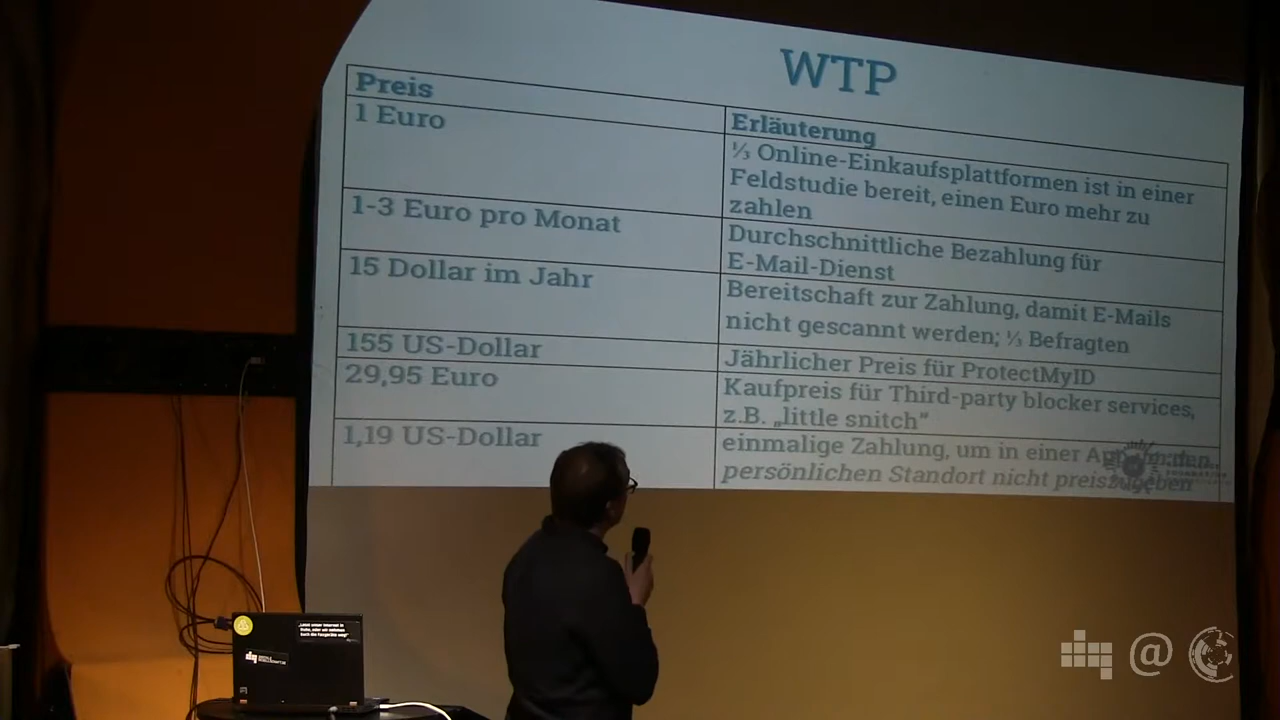 WTP
Preis
Erläuterung
1 Euro
⅓ Online-Einkaufsplattformen ist in einer
Feldstudie bereit, einen Euro mehr zu
zahlen
1-3 Euro pro Monat
Durchschnittliche Bezahlung für
E-Mail-Dienst
15 Dollar im Jahr
Bereitschaft zur Zahlung, damit E-Mails
nicht gescannt werden; ⅓ Befragten
155 US-Dollar
Jährlicher Preis für ProtectMyID
29,95 Euro
Kaufpreis für Third-party blocker services,
z.B. „little snitch“
1,19 US-Dollar
einmalige Zahlung, um in einer
persönlichen Standort nicht preiszugeben
@